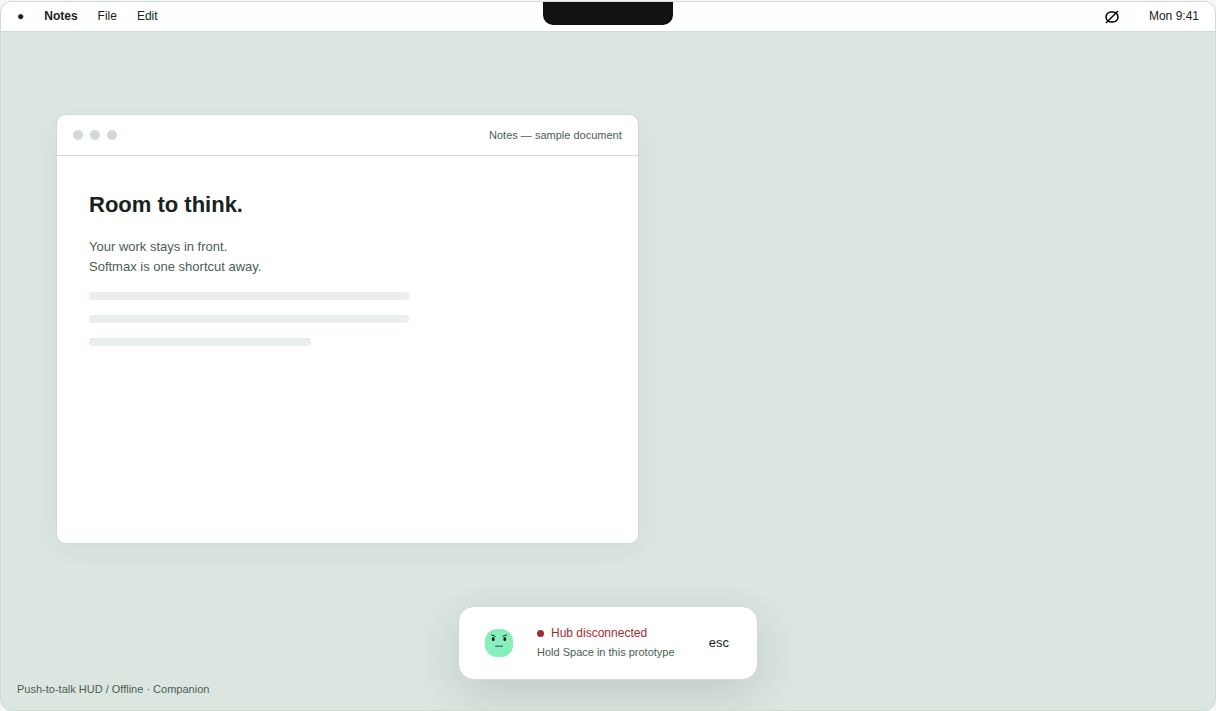 Notes File Edit
Mon 9:41
Notes — sample document
Room to think.
Your work stays in front.
Softmax is one shortcut away.
Hub disconnected
Hold Space in this prototype
esc
Push-to-talk HUD / Offline · Companion